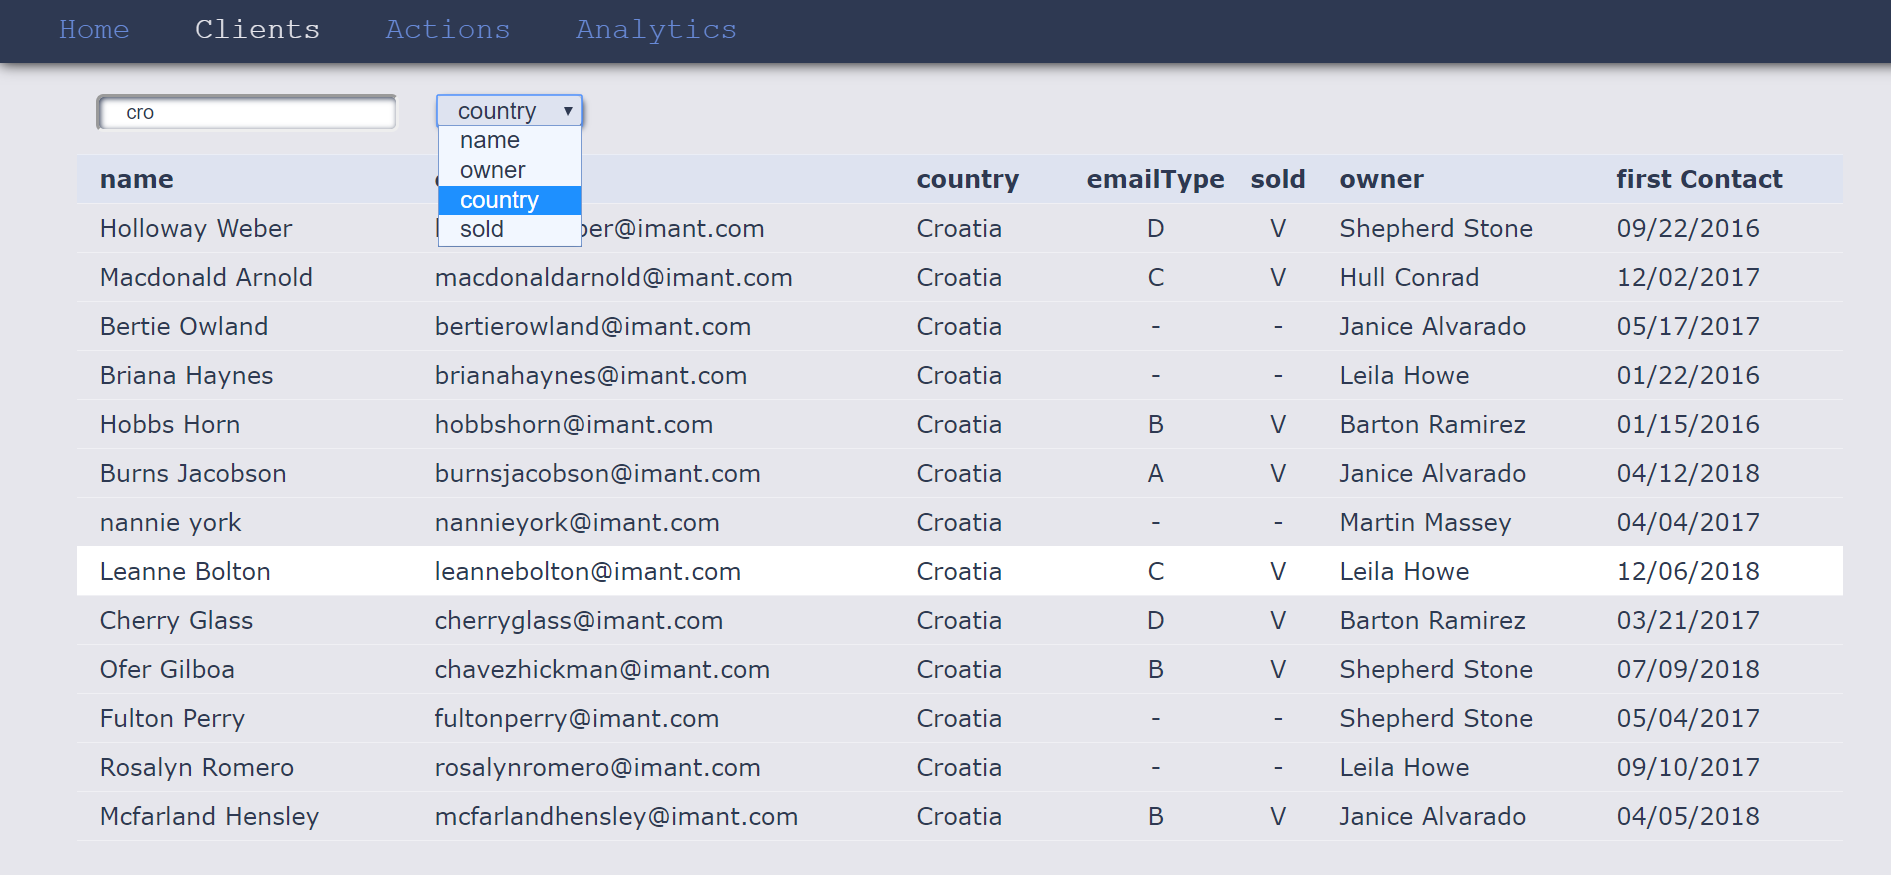 Home Clients Actions Analytics
cro country ▼
name
owner
country
sold
name country emailType sold owner first Contact
Holloway Weber @imant.com Croatia D V Shepherd Stone 09/22/2016
Macdonald Arnold macdonaldarnold@imant.com Croatia C V Hull Conrad 12/02/2017
Bertie Owland bertierowland@imant.com Croatia - - Janice Alvarado 05/17/2017
Briana Haynes brianahaynes@imant.com Croatia - - Leila Howe 01/22/2016
Hobbs Horn hobbshorn@imant.com Croatia B V Barton Ramirez 01/15/2016
Burns Jacobson burnsjacobson@imant.com Croatia A V Janice Alvarado 04/12/2018
nannie york nannieyork@imant.com Croatia - - Martin Massey 04/04/2017
Leanne Bolton leannebolton@imant.com Croatia C V Leila Howe 12/06/2018
Cherry Glass cherryglass@imant.com Croatia D V Barton Ramirez 03/21/2017
Ofer Gilboa chavezhickman@imant.com Croatia B V Shepherd Stone 07/09/2018
Fulton Perry fultonperry@imant.com Croatia - - Shepherd Stone 05/04/2017
Rosalyn Romero rosalynromero@imant.com Croatia - - Leila Howe 09/10/2017
Mcfarland Hensley mcfarlandhensley@imant.com Croatia B V Janice Alvarado 04/05/2018